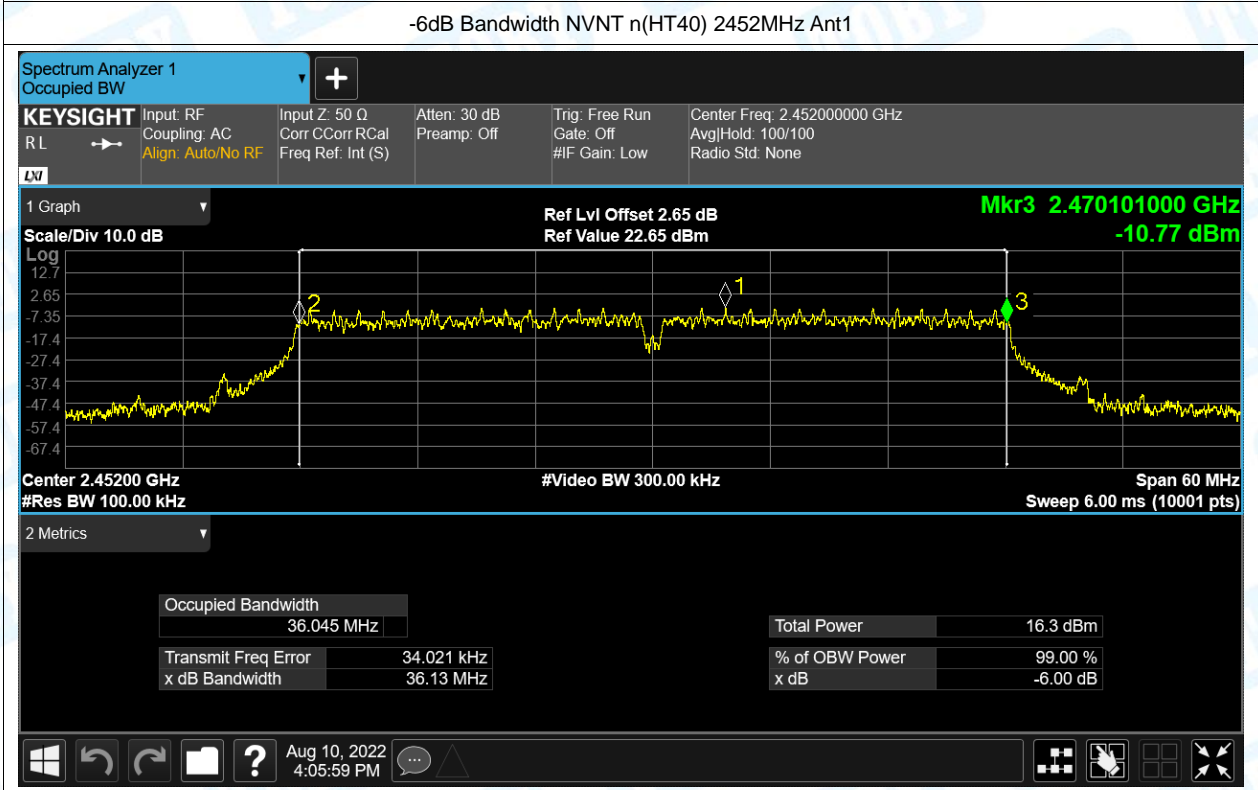 -6dB Bandwidth NVNT n(HT40) 2452MHz Ant1
Spectrum Analyzer 1
Occupied BW
KEYSIGHT
RL
LXI
Input: RF
Coupling: AC
Align: Auto/No RF
Input Z: 50 Ω
Corr CCorr RCal
Freq Ref: Int (S)
Atten: 30 dB
Preamp: Off
Trig: Free Run
Gate: Off
#IF Gain: Low
Center Freq: 2.452000000 GHz
Avg|Hold: 100/100
Radio Std: None
1 Graph
Scale/Div 10.0 dB
Ref Lvl Offset 2.65 dB
Ref Value 22.65 dBm
Mkr3 2.470101000 GHz
-10.77 dBm
Log
12.7
2.65
-7.35
-17.4
-27.4
-37.4
-47.4
-57.4
-67.4
2
1
3
Center 2.45200 GHz
#Res BW 100.00 kHz
#Video BW 300.00 kHz
Span 60 MHz
Sweep 6.00 ms (10001 pts)
2 Metrics
Occupied Bandwidth
36.045 MHz
Transmit Freq Error 34.021 kHz
x dB Bandwidth 36.13 MHz
Total Power 16.3 dBm
% of OBW Power 99.00 %
x dB -6.00 dB
Aug 10, 2022
4:05:59 PM